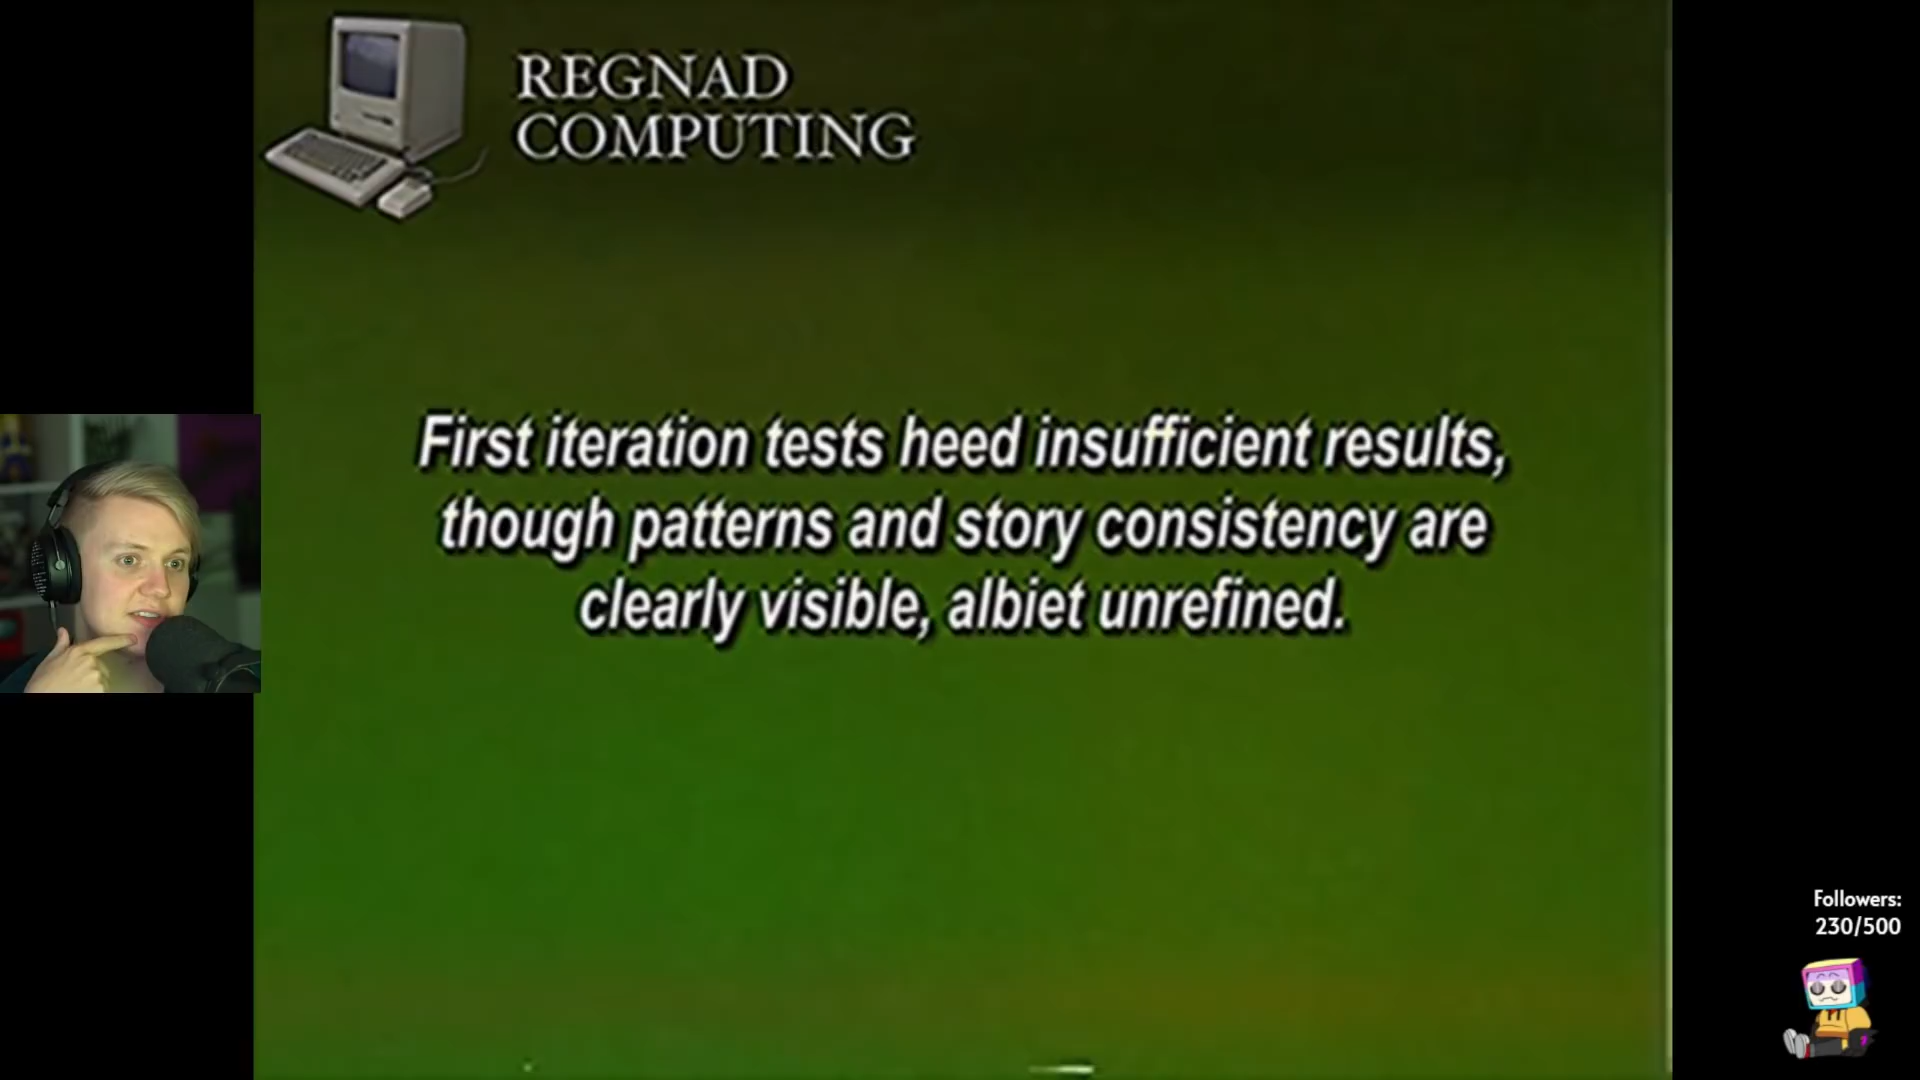 REGNAD
COMPUTING
First iteration tests heed insufficient results,
though patterns and story consistency are
clearly visible, albiet unrefined.
Followers:
230/500